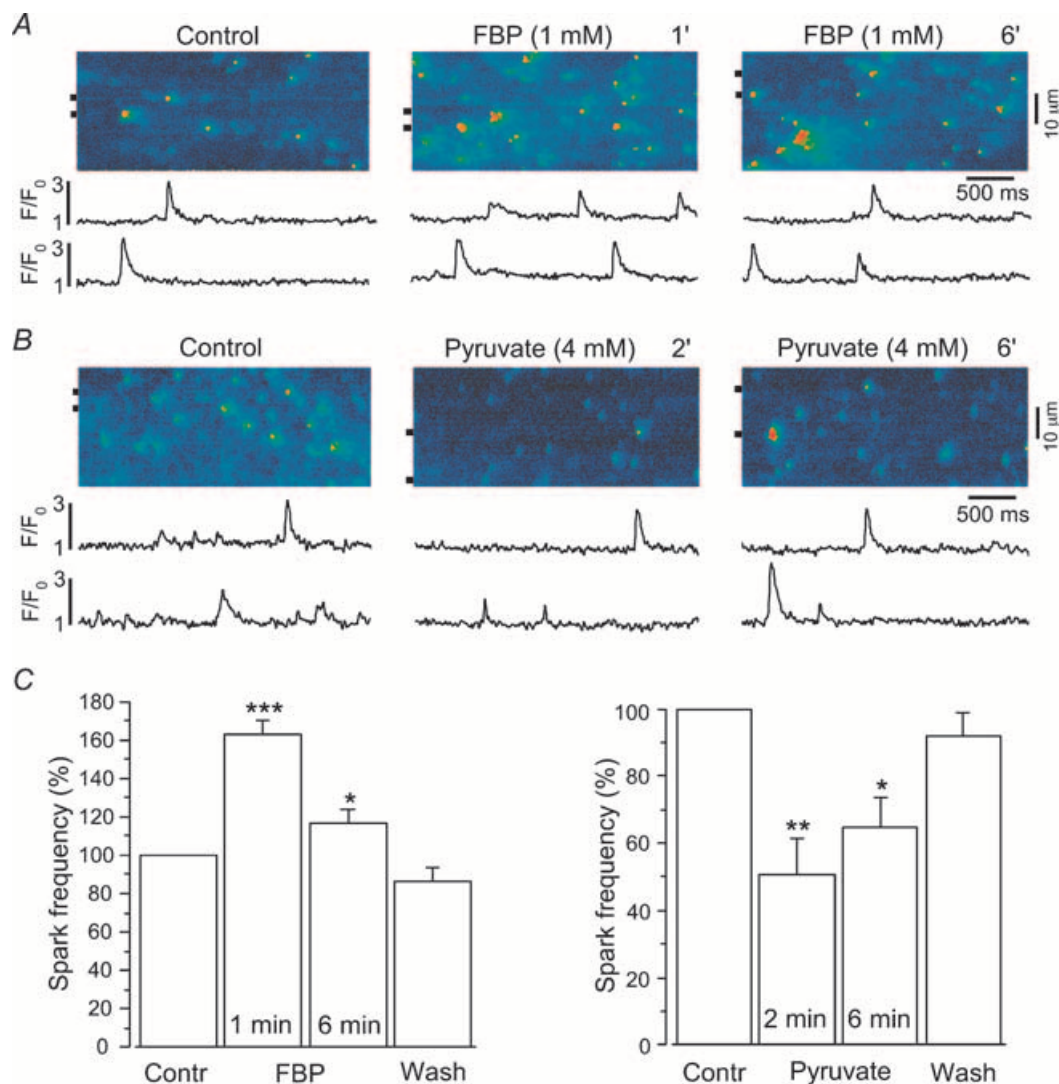 A
Control
FBP (1 mM) 1'
FBP (1 mM) 6'
10 µm
500 ms
F/F0
3
1
F/F0
3
1
B
Control
Pyruvate (4 mM) 2'
Pyruvate (4 mM) 6'
10 µm
500 ms
F/F0
3
1
F/F0
3
1
C
Spark frequency (%)
180
160
140
120
100
80
60
40
20
0
***
*
1 min
6 min
Contr
FBP
Wash
Spark frequency (%)
100
80
60
40
20
0
**
*
2 min
6 min
Contr
Pyruvate
Wash